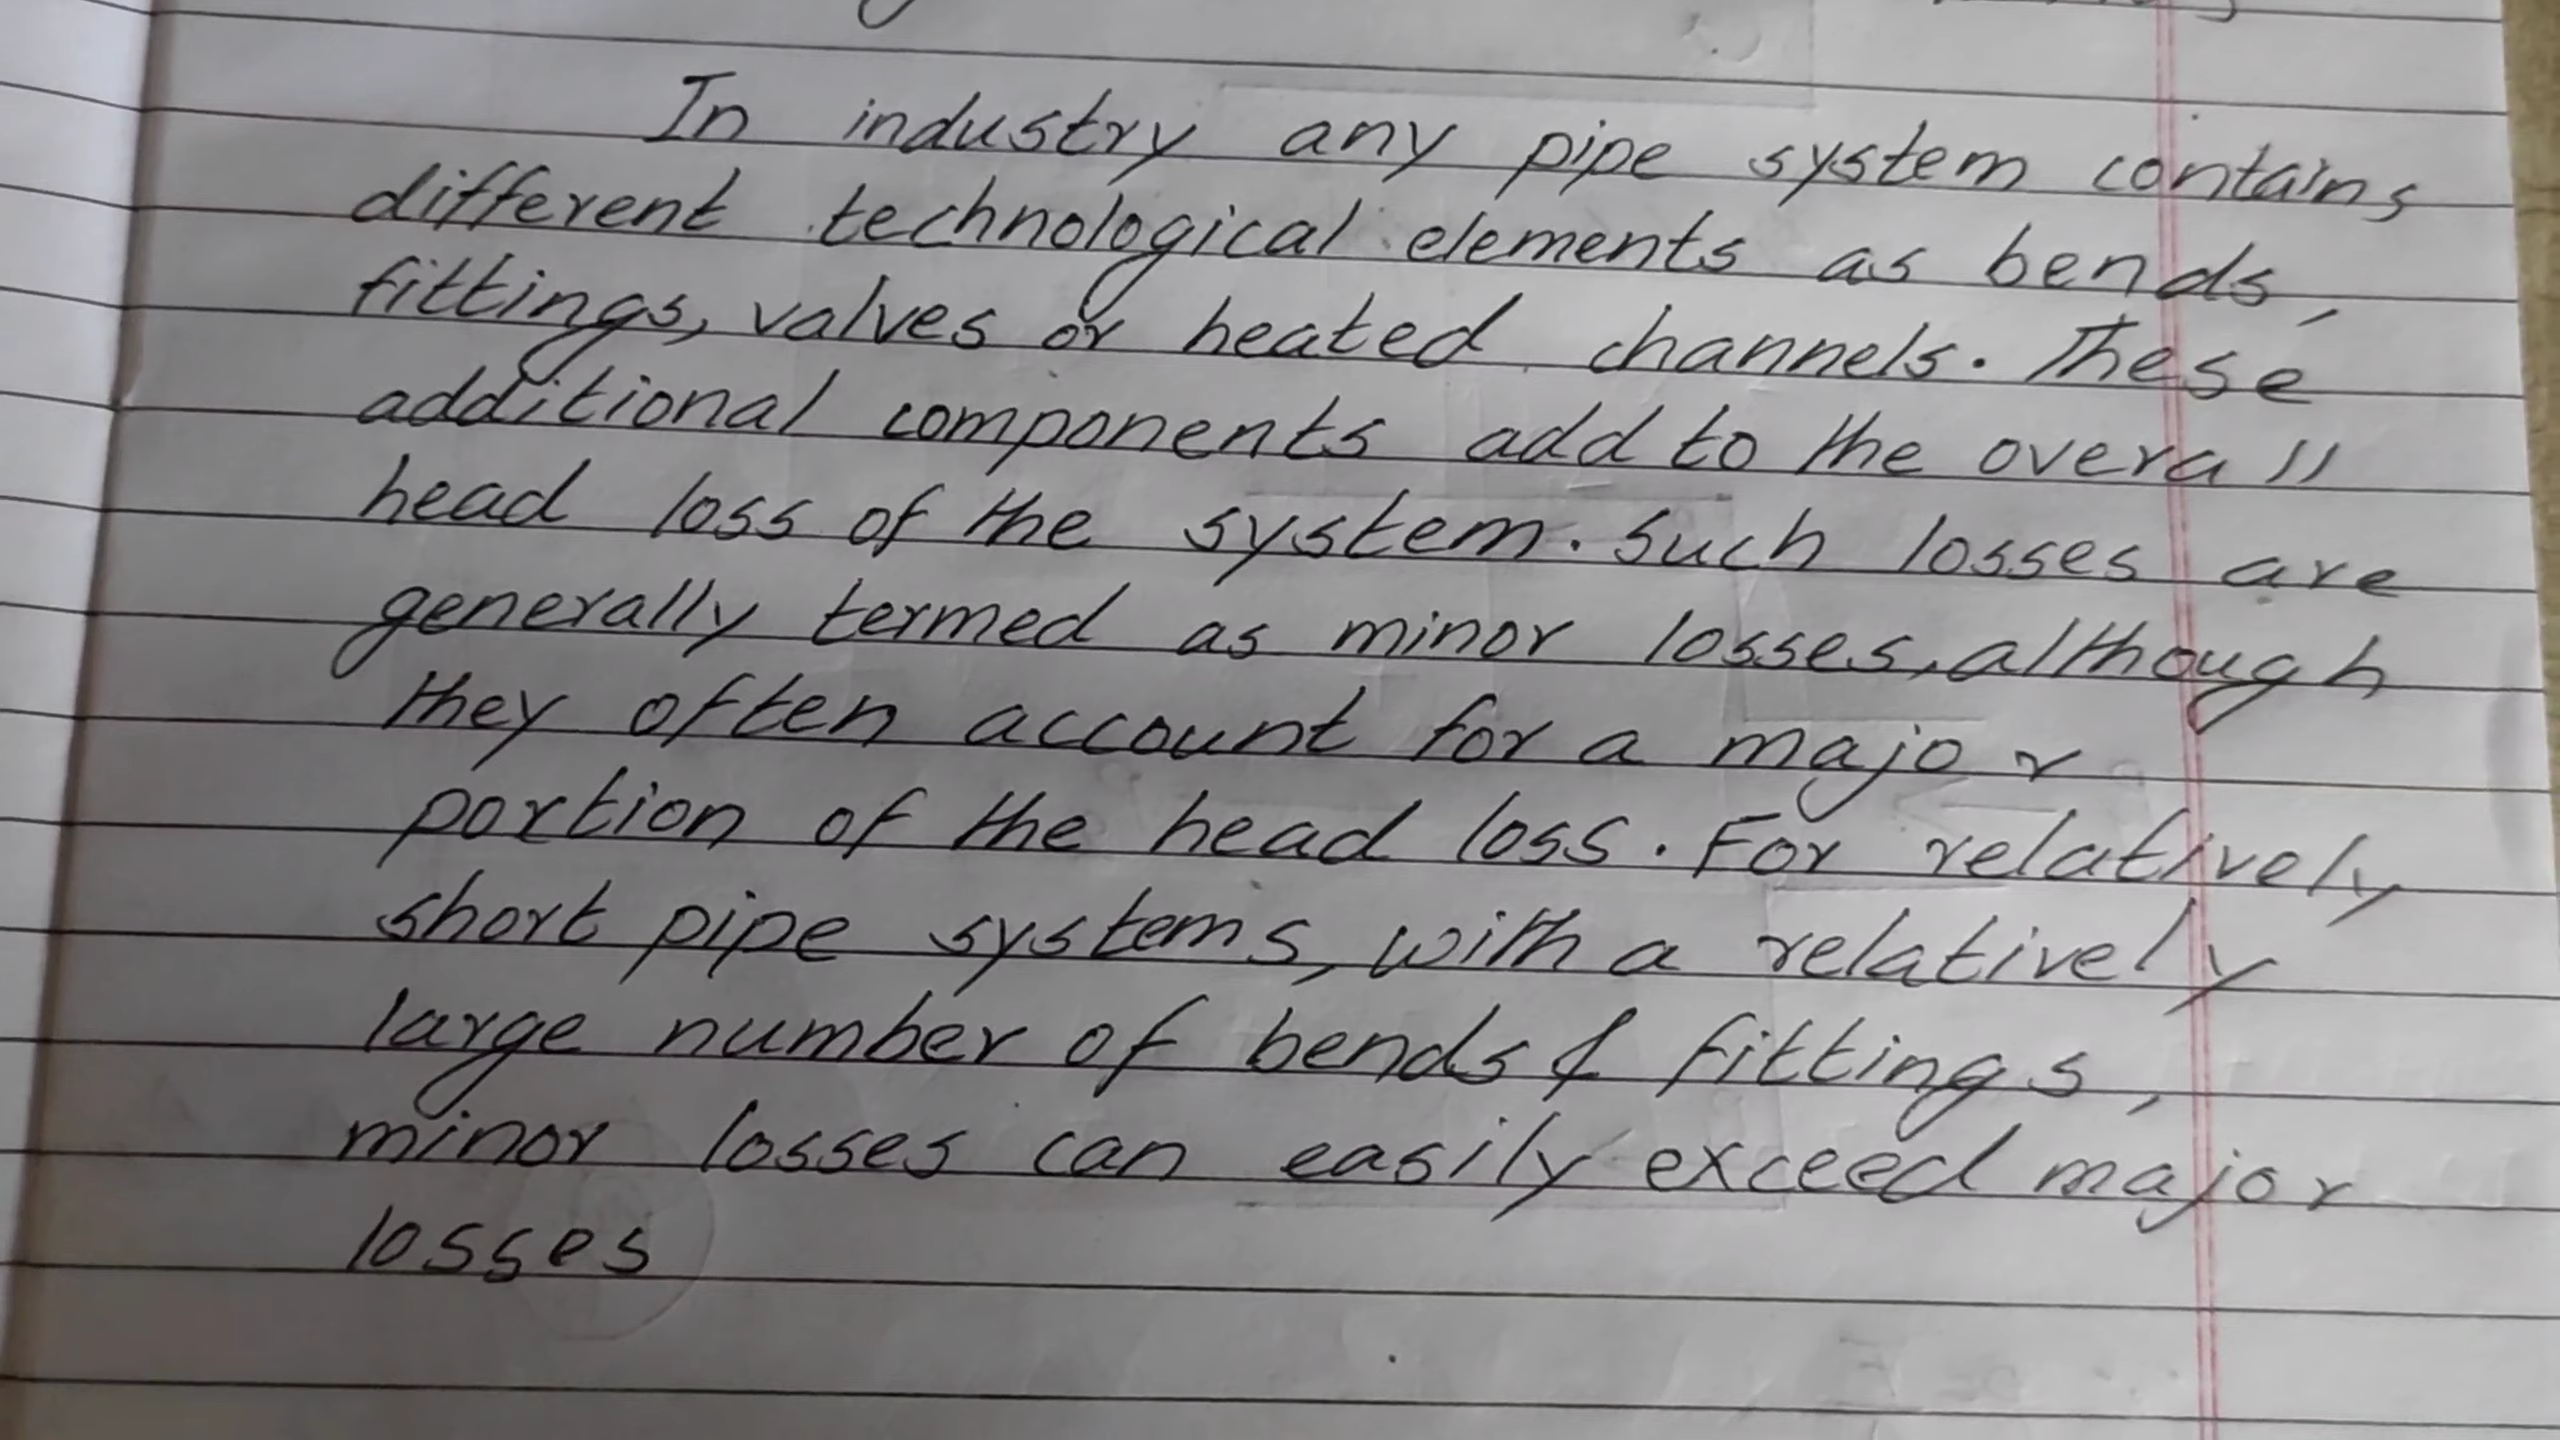 In industry any pipe system contains
different technological elements as bends,
fittings, valves or heated channels. These
additional components add to the overall
head loss of the system. Such losses are
generally termed as minor losses, although
they often account for a major
portion of the head loss. For relatively
short pipe systems, with a relatively
large number of bends & fittings,
minor losses can easily exceed major
losses